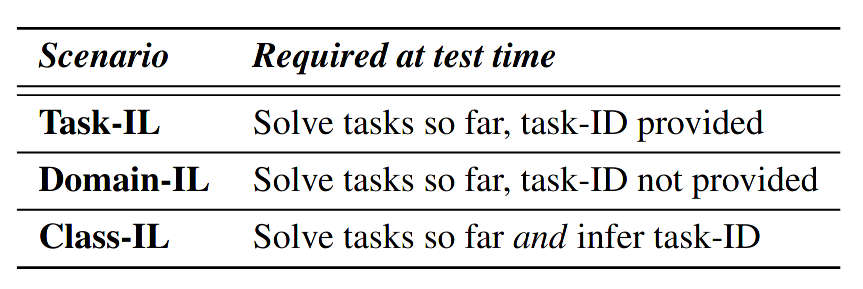 Scenario Required at test time
Task-IL Solve tasks so far, task-ID provided
Domain-IL Solve tasks so far, task-ID not provided
Class-IL Solve tasks so far and infer task-ID